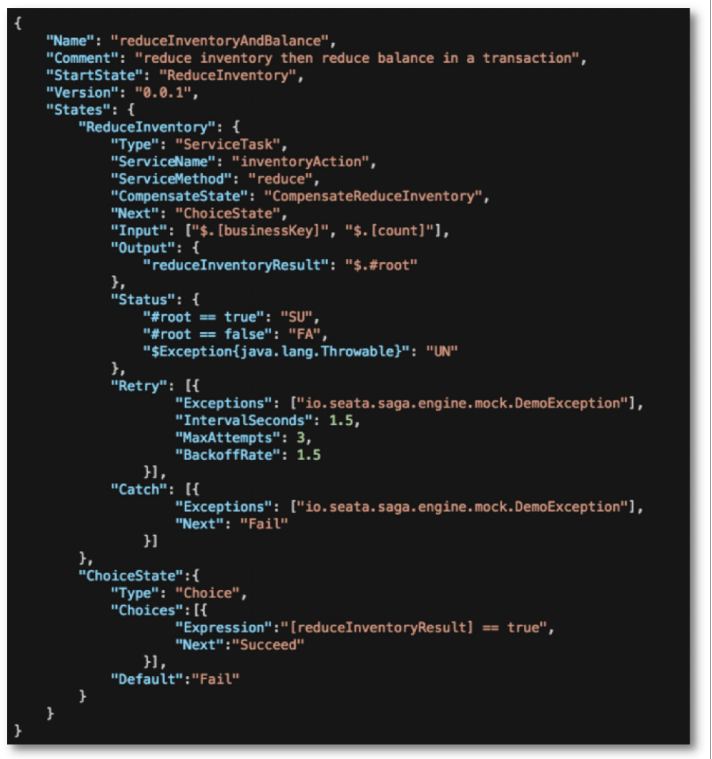 {
    "Name": "reduceInventoryAndBalance",
    "Comment": "reduce inventory then reduce balance in a transaction",
    "StartState": "ReduceInventory",
    "Version": "0.0.1",
    "States": {
        "ReduceInventory": {
            "Type": "ServiceTask",
            "ServiceName": "inventoryAction",
            "ServiceMethod": "reduce",
            "CompensateState": "CompensateReduceInventory",
            "Next": "ChoiceState",
            "Input": ["$.[businessKey]", "$.[count]"],
            "Output": {
                "reduceInventoryResult": "$.#root"
            },
            "Status": {
                "#root == true": "SU",
                "#root == false": "FA",
                "$Exception{java.lang.Throwable}": "UN"
            },
            "Retry": [{
                    "Exceptions": ["io.seata.saga.engine.mock.DemoException"],
                    "IntervalSeconds": 1.5,
                    "MaxAttempts": 3,
                    "BackoffRate": 1.5
                }],
            "Catch": [{
                    "Exceptions": ["io.seata.saga.engine.mock.DemoException"],
                    "Next": "Fail"
                }]
        },
        "ChoiceState":{
            "Type": "Choice",
            "Choices":[{
                    "Expression":"[reduceInventoryResult] == true",
                    "Next":"Succeed"
                }],
            "Default":"Fail"
        }
    }
}